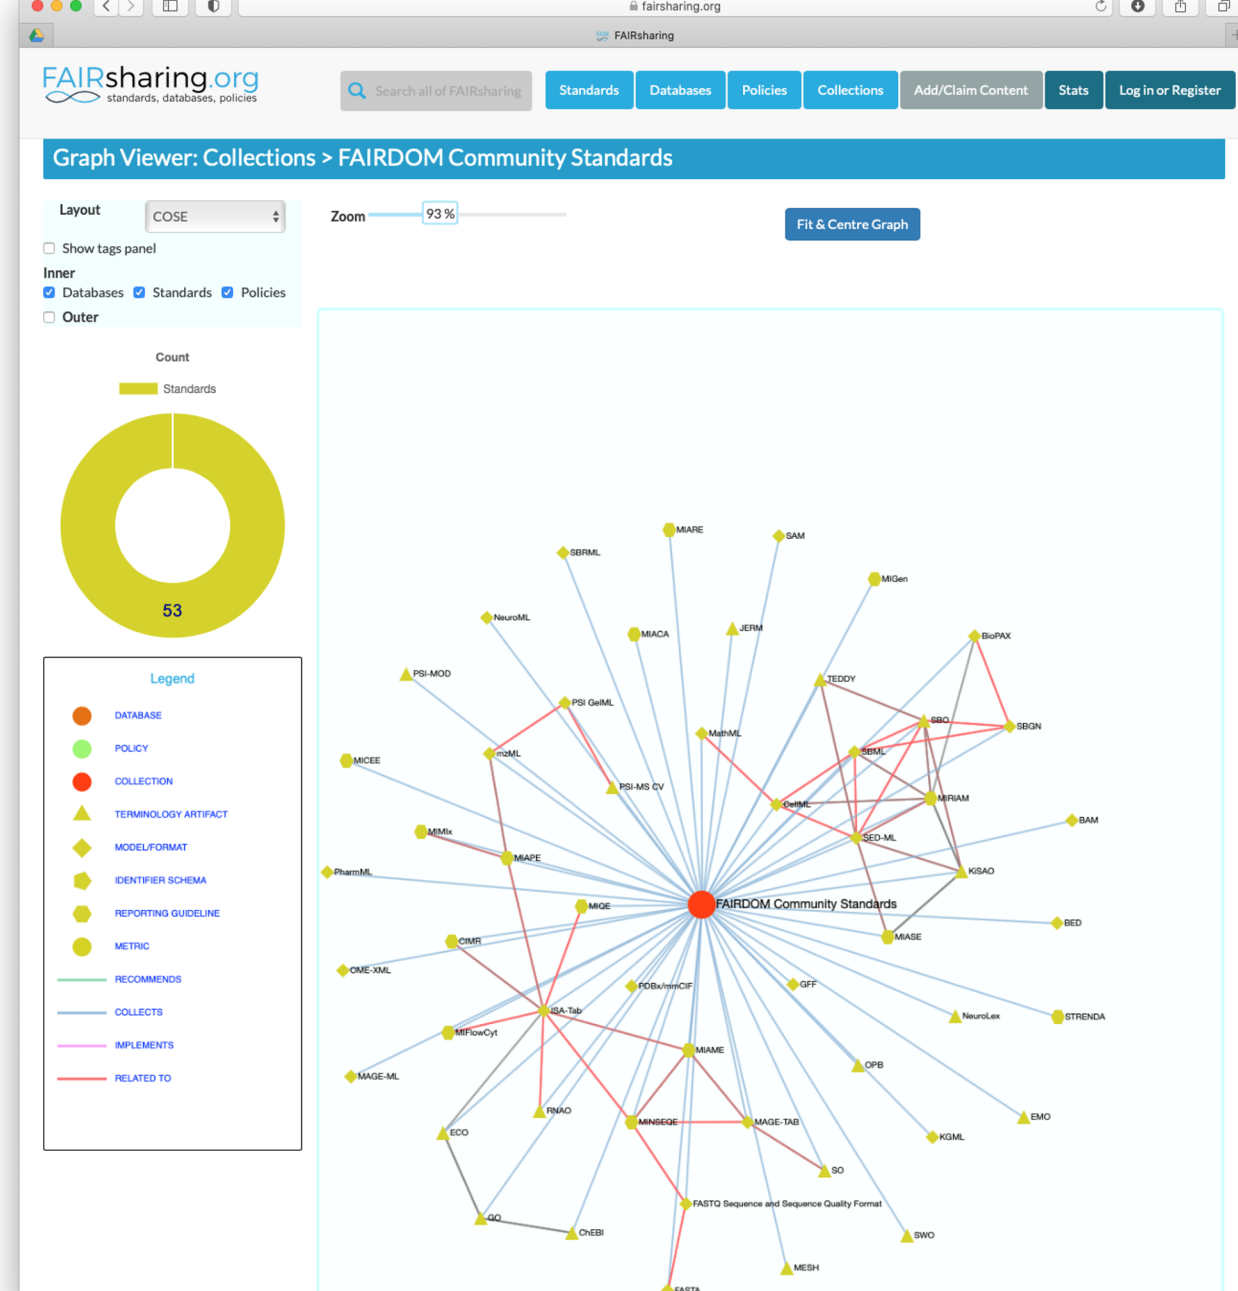 fairsharing.org
FAIRsharing
FAIRsharing.org
standards, databases, policies
Search all of FAIRsharing
Standards
Databases
Policies
Collections
Add/Claim Content
Stats
Log in or Register
Graph Viewer: Collections > FAIRDOM Community Standards
Layout
COSE
Zoom
93 %
Fit & Centre Graph
Show tags panel
Inner
Databases
Standards
Policies
Outer
Count
Standards
53
Legend
DATABASE
POLICY
COLLECTION
TERMINOLOGY ARTIFACT
MODEL/FORMAT
IDENTIFIER SCHEMA
REPORTING GUIDELINE
METRIC
RECOMMENDS
COLLECTS
IMPLEMENTS
RELATED TO
MIARE
SAM
SBRML
MIGen
NeuroML
JERM
MIACA
BioPAX
PSI-MOD
TEDDY
PSI GelML
SBO
SBGN
MathML
mzML
SBML
MICEE
PSI-MS CV
MIRIAM
CellML
BAM
MIMIx
SED-ML
MIAPE
PharmML
KiSAO
FAIRDOM Community Standards
MIQE
BED
MIASE
CIMR
OME-XML
PDBx/mmCIF
GFF
ISA-Tab
NeuroLex
STRENDA
MIFlowCyt
MIAME
OPB
MAGE-ML
RNAO
EMO
MINSEQE
MAGE-TAB
ECO
KGML
SO
FASTQ Sequence and Sequence Quality Format
GO
ChEBI
SWO
MESH
FASTA